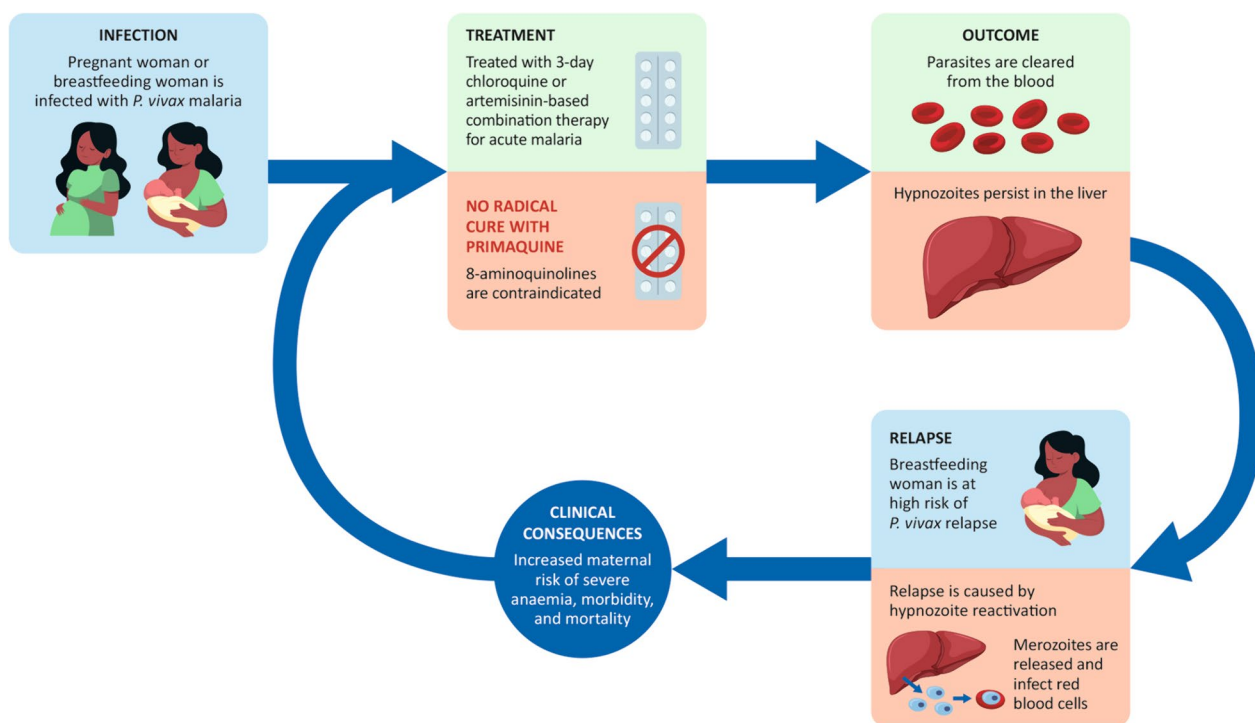 INFECTION
Pregnant woman or
breastfeeding woman is
infected with P. vivax malaria
TREATMENT
Treated with 3-day
chloroquine or
artemisinin-based
combination therapy
for acute malaria
NO RADICAL
CURE WITH
PRIMAQUINE
8-aminoquinolines
are contraindicated
OUTCOME
Parasites are cleared
from the blood
Hypnozoites persist in the liver
RELAPSE
Breastfeeding
woman is at
high risk of
P. vivax relapse
Relapse is caused by
hypnozoite reactivation
Merozoites are
released and
infect red
blood cells
CLINICAL
CONSEQUENCES
Increased maternal
risk of severe
anaemia, morbidity,
and mortality